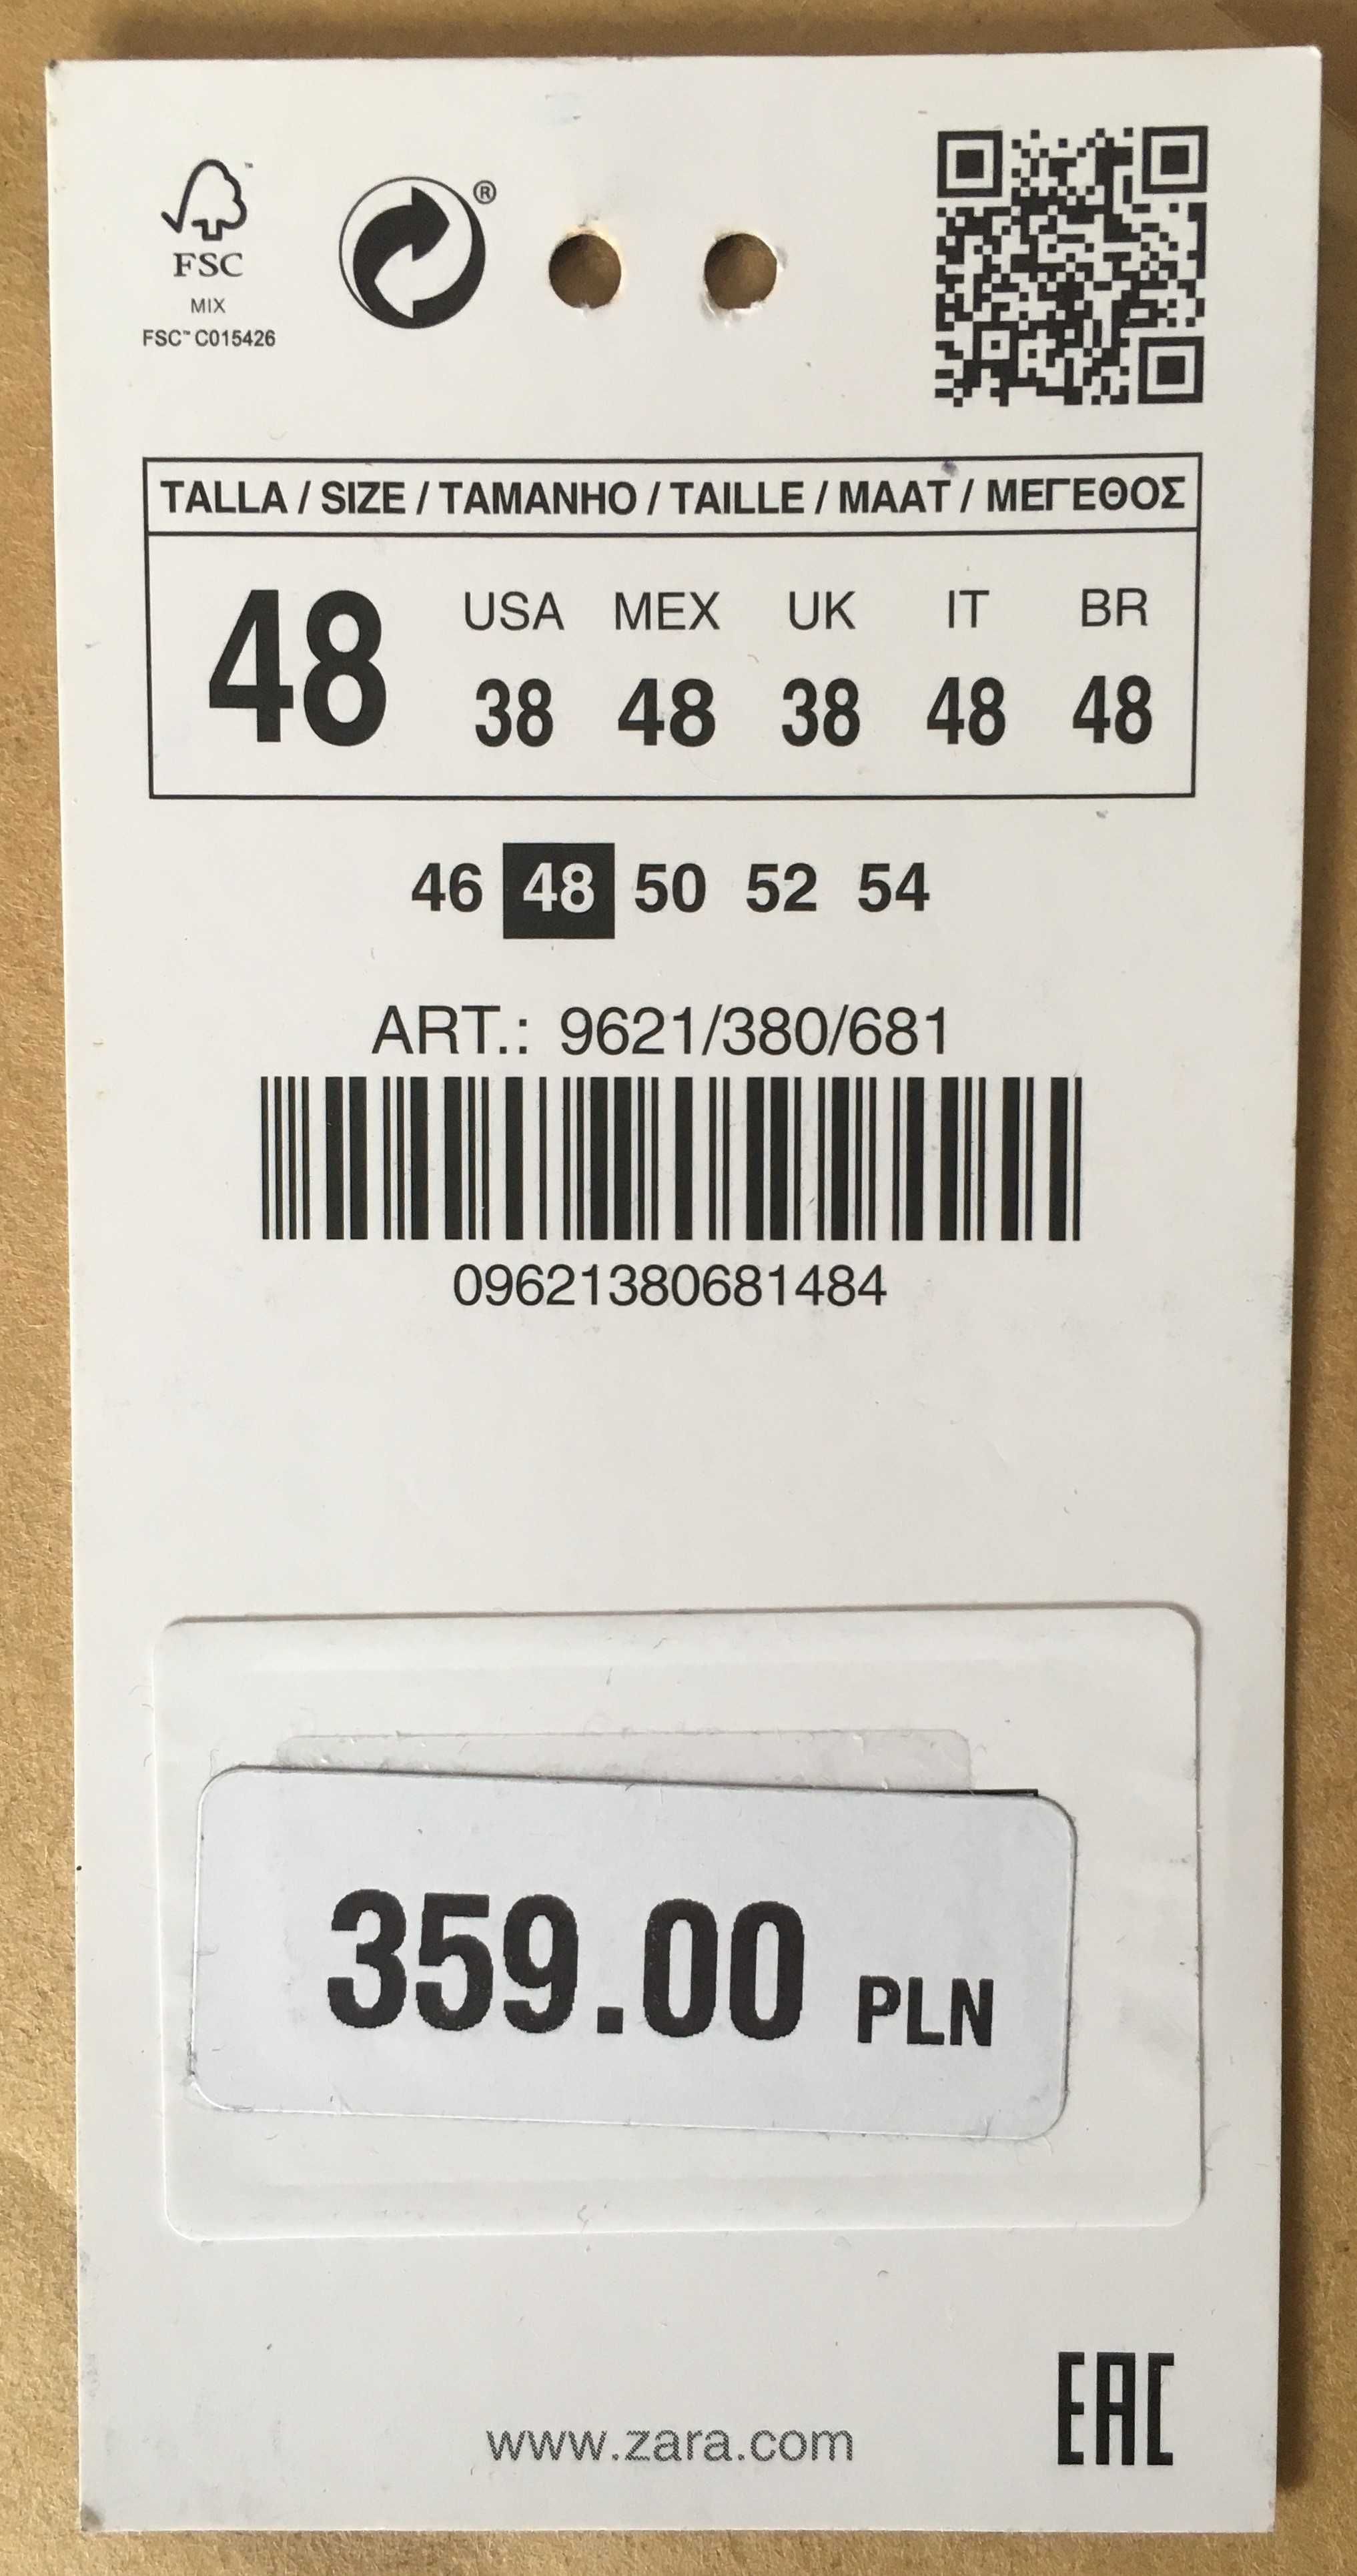 FSC™
MIX
FSC™ C015426
®
TALLA / SIZE / TAMANHO / TAILLE / MAAT / ΜΕΓΕΘΟΣ
48
USA MEX UK IT BR
38 48 38 48 48
46 48 50 52 54
ART.: 9621/380/681
09621380681484
359.00 PLN
www.zara.com
EAC